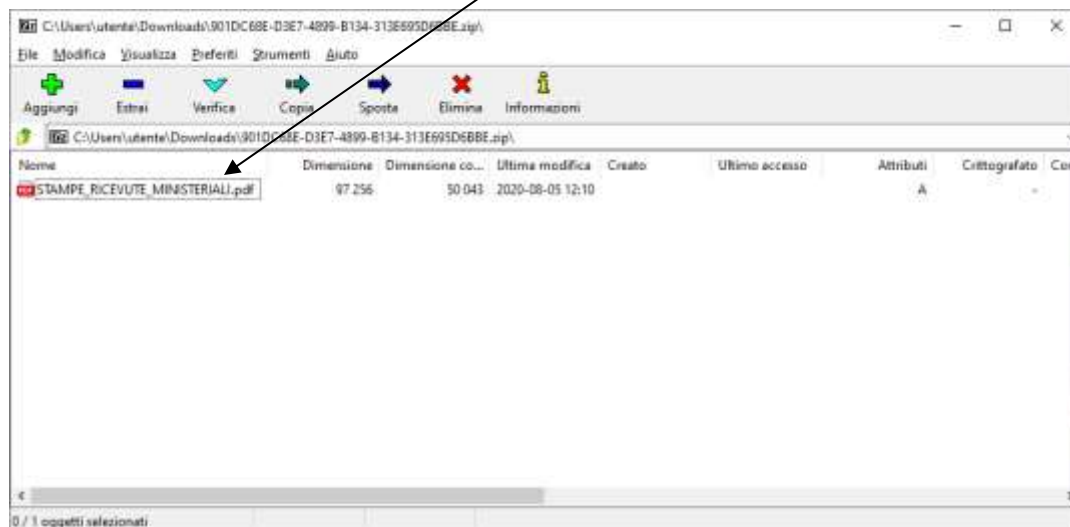 C:\Users\utente\Downloads\901DC68E-D3E7-4899-B134-313E695D6BBE.zip\
File Modifica Visualizza Preferiti Strumenti Aiuto
Aggiungi Estrai Verifica Copia Sposta Elimina Informazioni
C:\Users\utente\Downloads\901DC68E-D3E7-4899-B134-313E695D6BBE.zip\
Nome Dimensione Dimensione co... Ultima modifica Creato Ultimo accesso Attributi Crittografato Co
STAMPE_RICEVUTE_MINISTERIALI.pdf 97 256 50 043 2020-08-05 12:10 A -
0 / 1 oggetti selezionati